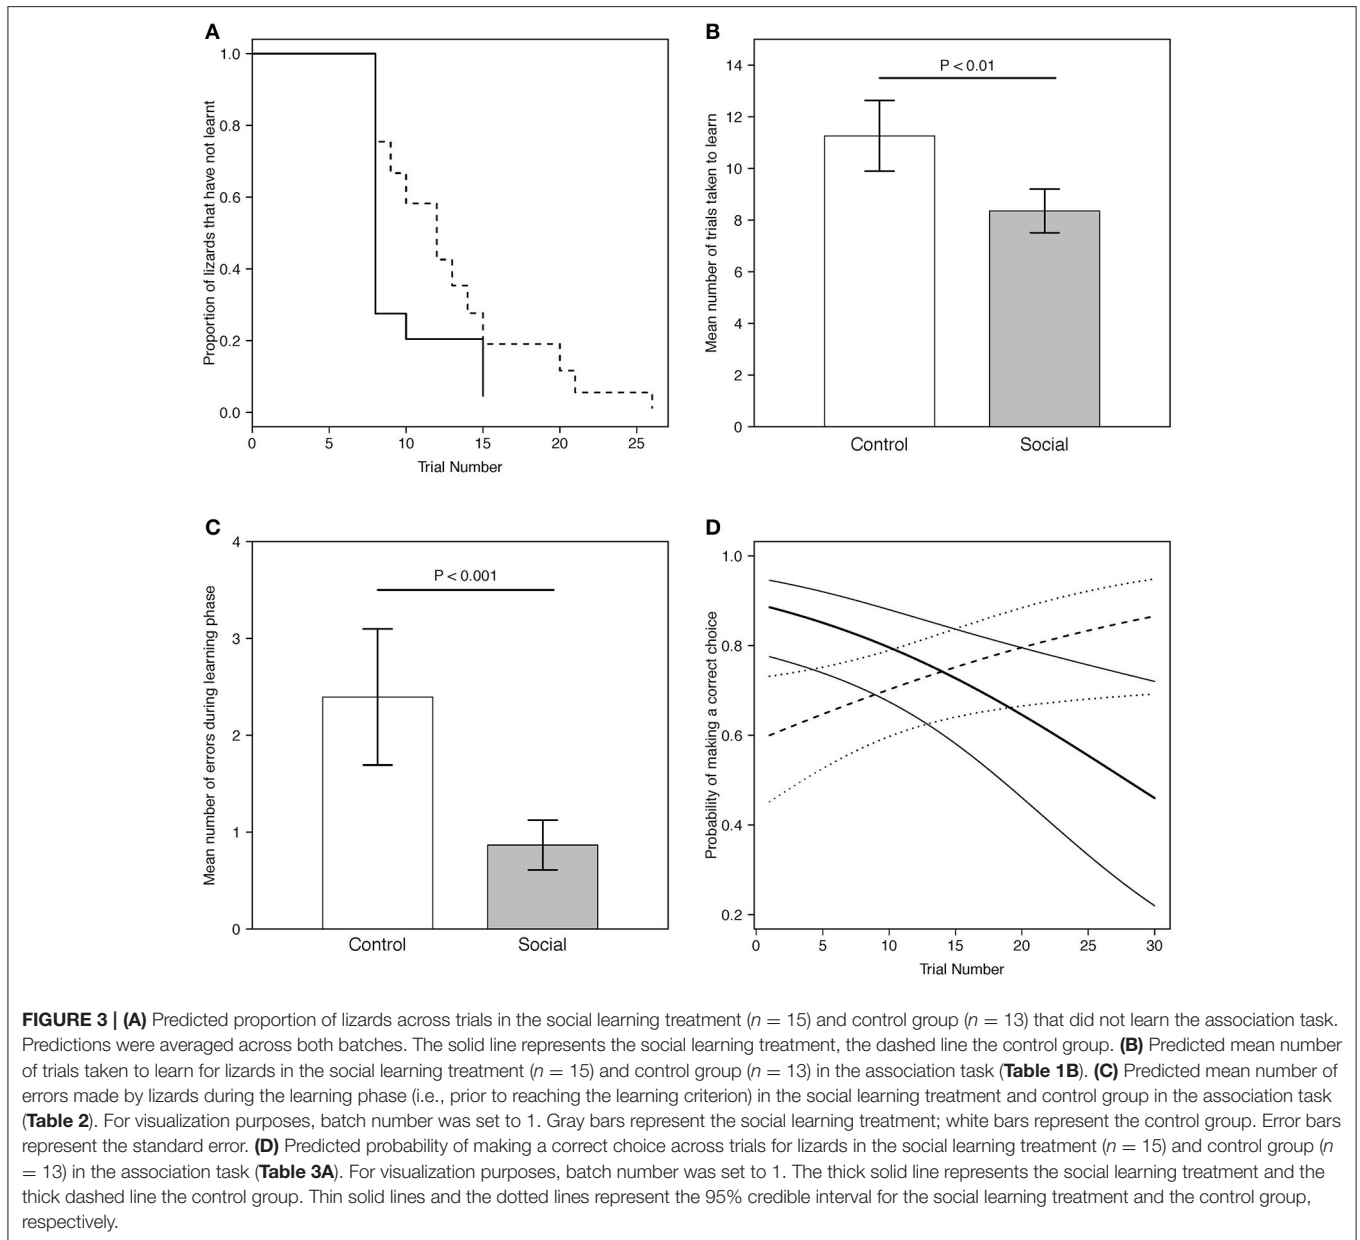 A
Proportion of lizards that have not learnt
1.0
0.8
0.6
0.4
0.2
0.0
0 5 10 15 20 25
Trial Number
B
Mean number of trials taken to learn
14
12
10
8
6
4
2
0
P < 0.01
Control Social
C
Mean number of errors during learning phase
4
3
2
1
0
P < 0.001
Control Social
D
Probability of making a correct choice
1.0
0.8
0.6
0.4
0.2
0 5 10 15 20 25 30
Trial Number
FIGURE 3 | (A) Predicted proportion of lizards across trials in the social learning treatment (n = 15) and control group (n = 13) that did not learn the association task.
Predictions were averaged across both batches. The solid line represents the social learning treatment, the dashed line the control group. (B) Predicted mean number
of trials taken to learn for lizards in the social learning treatment (n = 15) and control group (n = 13) in the association task (Table 1B). (C) Predicted mean number of
errors made by lizards during the learning phase (i.e., prior to reaching the learning criterion) in the social learning treatment and control group in the association task
(Table 2). For visualization purposes, batch number was set to 1. Gray bars represent the social learning treatment; white bars represent the control group. Error bars
represent the standard error. (D) Predicted probability of making a correct choice across trials for lizards in the social learning treatment (n = 15) and control group (n
= 13) in the association task (Table 3A). For visualization purposes, batch number was set to 1. The thick solid line represents the social learning treatment and the
thick dashed line the control group. Thin solid lines and the dotted lines represent the 95% credible interval for the social learning treatment and the control group,
respectively.